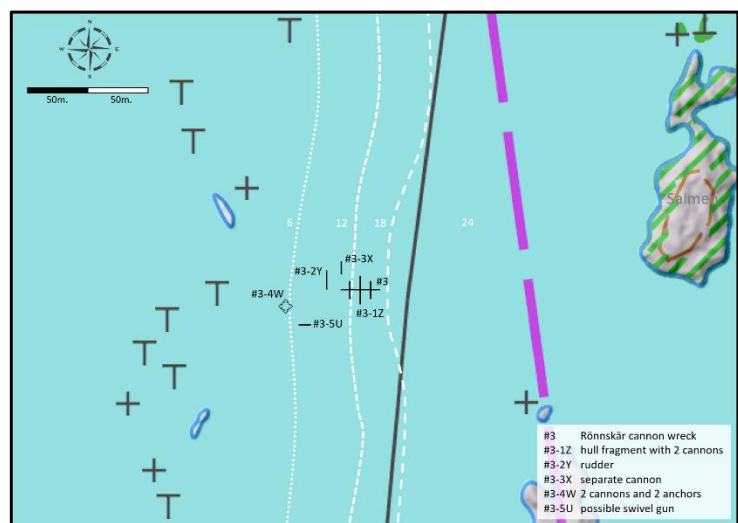 N
W E
S
50m. 50m.
Salmen
6 12 18 24
#3-3X
#3-2Y
#3
#3-4W
#3-1Z
#3-5U
#3 Rönnskär cannon wreck
#3-1Z hull fragment with 2 cannons
#3-2Y rudder
#3-3X separate cannon
#3-4W 2 cannons and 2 anchors
#3-5U possible swivel gun